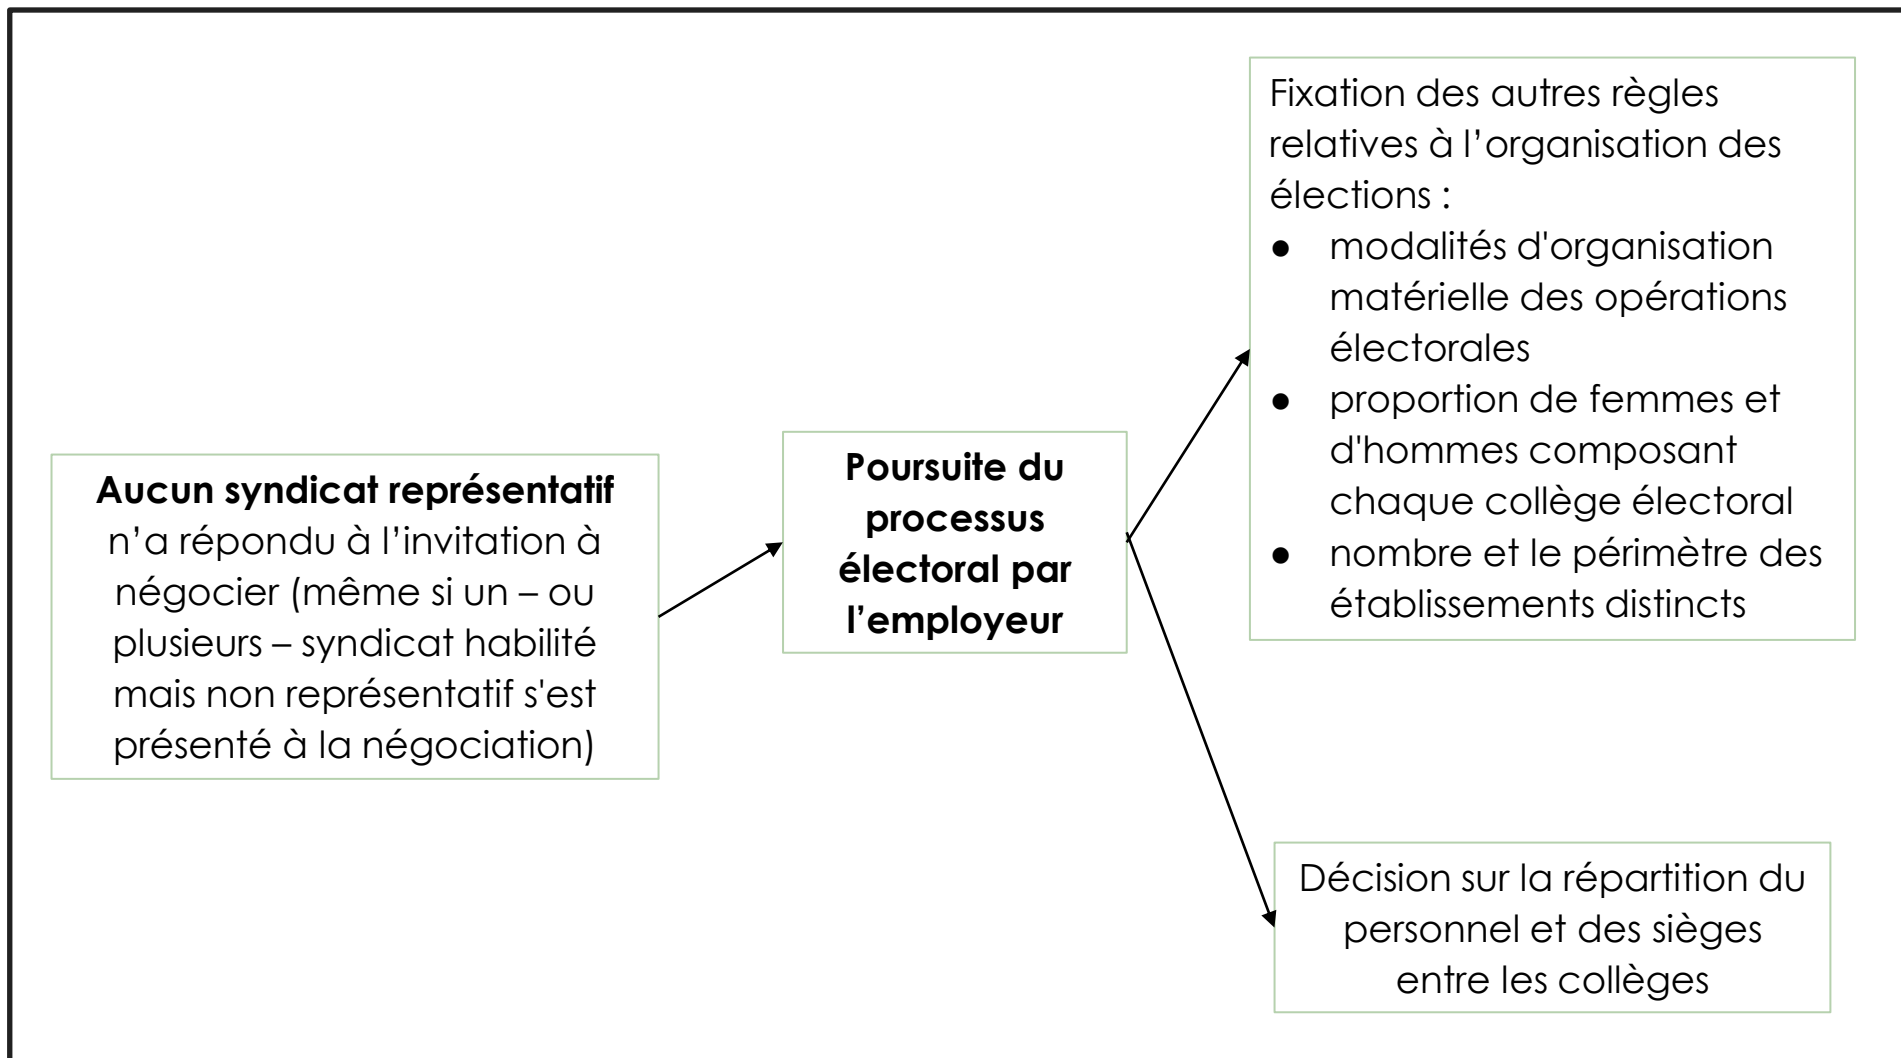 Aucun syndicat représentatif
n’a répondu à l’invitation à
négocier (même si un – ou
plusieurs – syndicat habilité
mais non représentatif s'est
présenté à la négociation)
Poursuite du
processus
électoral par
l’employeur
Fixation des autres règles
relatives à l’organisation des
élections :
● modalités d'organisation
matérielle des opérations
électorales
● proportion de femmes et
d'hommes composant
chaque collège électoral
● nombre et le périmètre des
établissements distincts
Décision sur la répartition du
personnel et des sièges
entre les collèges